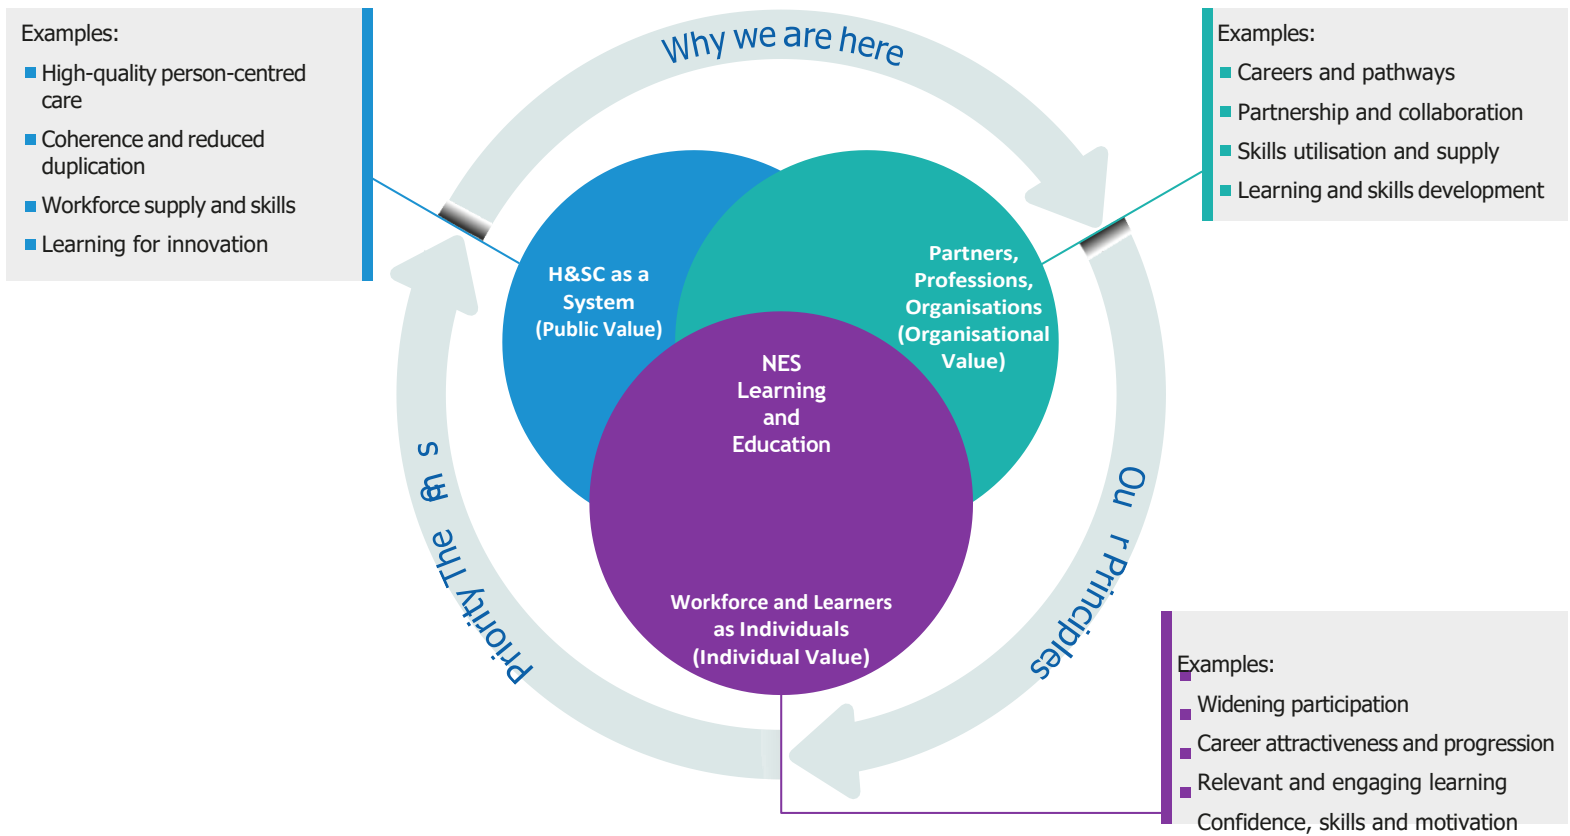 Examples:
High-quality person-centred
care
Coherence and reduced
duplication
Workforce supply and skills
Learning for innovation
Why we are here
Examples:
Careers and pathways
Partnership and collaboration
Skills utilisation and supply
Learning and skills development
H&SC as a
System
(Public Value)
Partners,
Professions,
Organisations
(Organisational
Value)
NES
Learning
and
Education
Workforce and Learners
as Individuals
(Individual Value)
Our Principles
Priority The
Examples:
Widening participation
Career attractiveness and progression
Relevant and engaging learning
Confidence, skills and motivation